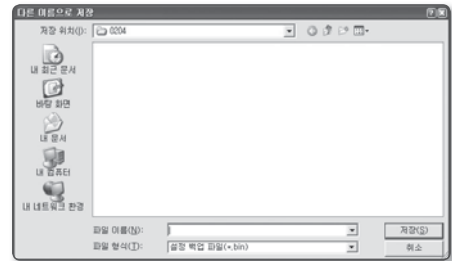 다른 이름으로 저장
저장 위치(I):
0204
내 최근 문서
바탕 화면
내 문서
내 컴퓨터
내 네트워크 환경
파일 이름(N):
저장(S)
파일 형식(T):
설정 백업 파일(*.bin)
취소